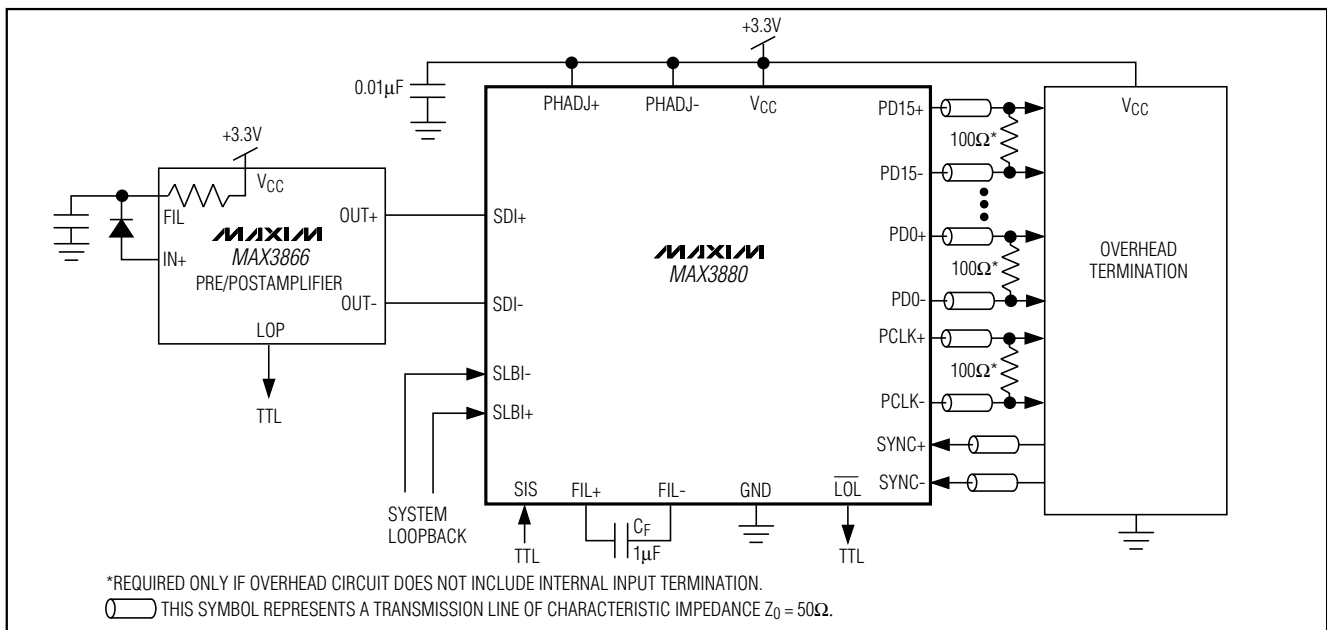 +3.3V
0.01µF
PHADJ+
PHADJ-
VCC
+3.3V
VCC
FIL
IN+
MAXIM
MAX3866
PRE/POSTAMPLIFIER
OUT+
OUT-
LOP
TTL
SDI+
SDI-
SLBI-
SLBI+
SYSTEM
LOOPBACK
MAXIM
MAX3880
SIS
TTL
FIL+
FIL-
CF
1µF
GND
LOL
TTL
PD15+
100Ω*
PD15-
PD0+
100Ω*
PD0-
PCLK+
100Ω*
PCLK-
SYNC+
SYNC-
VCC
OVERHEAD
TERMINATION
*REQUIRED ONLY IF OVERHEAD CIRCUIT DOES NOT INCLUDE INTERNAL INPUT TERMINATION.
THIS SYMBOL REPRESENTS A TRANSMISSION LINE OF CHARACTERISTIC IMPEDANCE Z0 = 50Ω.